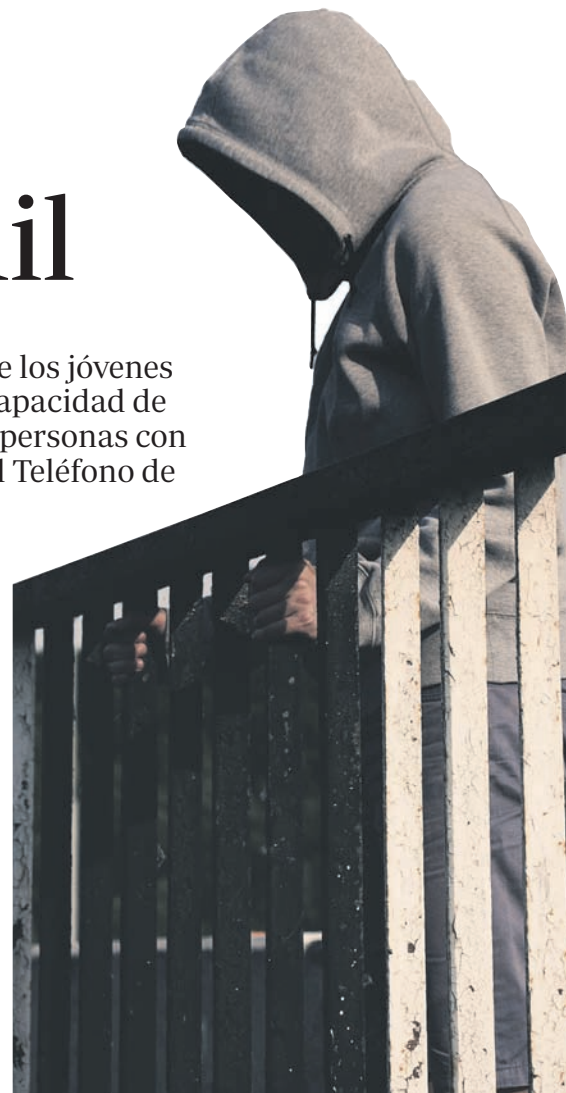 il
e los jóvenes
apacidad de
personas con
l Teléfono de